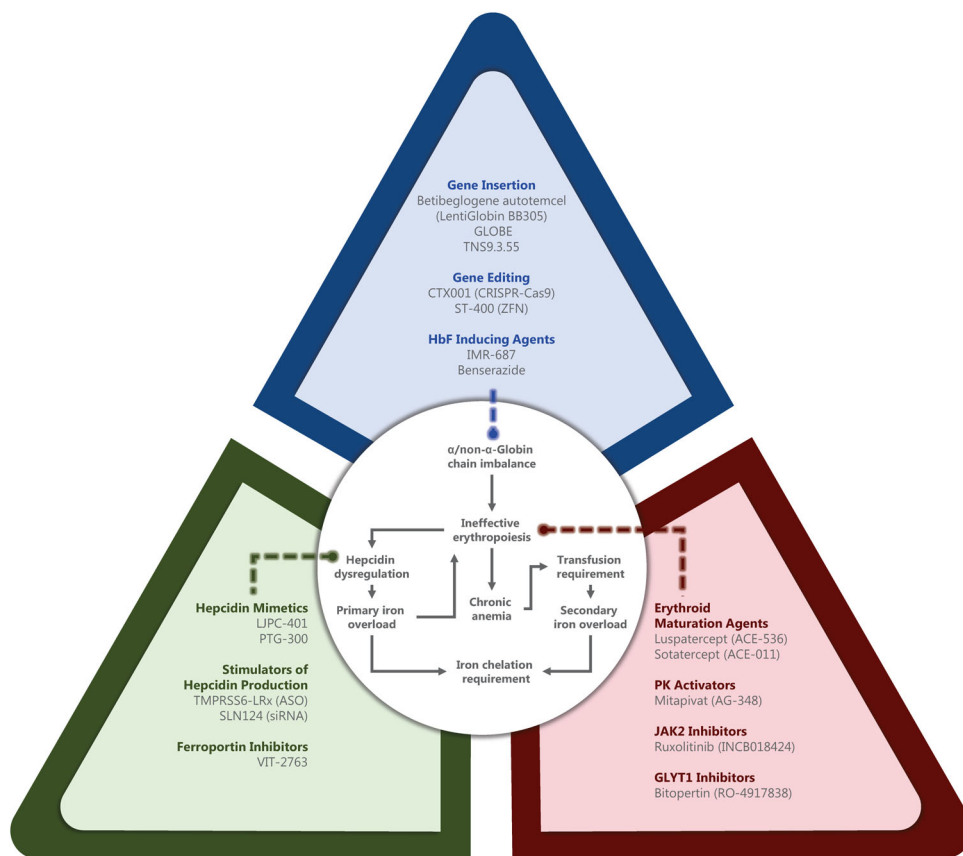 Gene Insertion
Betibeglogene autotemcel
(LentiGlobin BB305)
GLOBE
TNS9.3.55
Gene Editing
CTX001 (CRISPR-Cas9)
ST-400 (ZFN)
HbF Inducing Agents
IMR-687
Benserazide
α/non-α-Globin
chain imbalance
Ineffective
erythropoiesis
Hepcidin
dysregulation
Transfusion
requirement
Primary iron
overload
Chronic
anemia
Secondary
iron overload
Iron chelation
requirement
Hepcidin Mimetics
LJPC-401
PTG-300
Stimulators of
Hepcidin Production
TMPRSS6-LRx (ASO)
SLN124 (siRNA)
Ferroportin Inhibitors
VIT-2763
Erythroid
Maturation Agents
Luspatercept (ACE-536)
Sotatercept (ACE-011)
PK Activators
Mitapivat (AG-348)
JAK2 Inhibitors
Ruxolitinib (INCB018424)
GLYT1 Inhibitors
Bitopertin (RO-4917838)